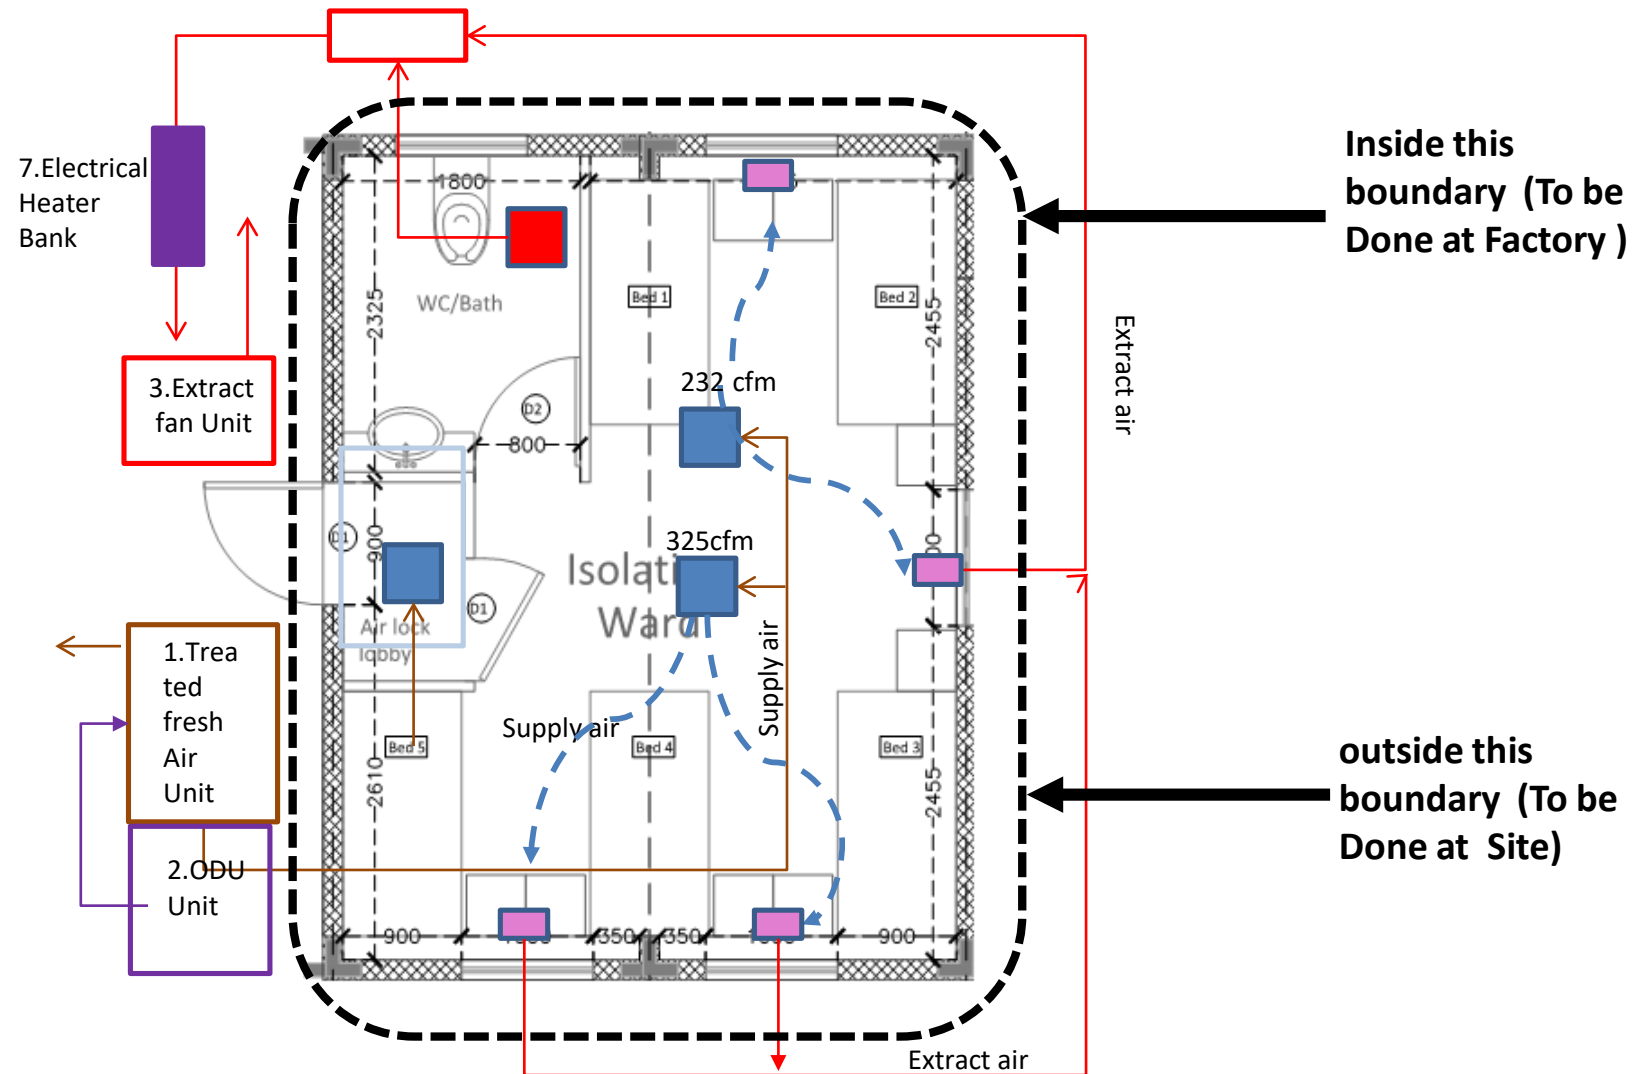 7.Electrical
Heater
Bank
3.Extract
fan Unit
1.Trea
ted
fresh
Air
Unit
2.ODU
Unit
1800
2325
WC/Bath
D2
800
Bed 1
Bed 2
2455
232 cfm
325cfm
D1
900
D1
Air lock
lobby
Ward
Supply air
Supply air
Bed 5
Bed 4
Bed 3
2610
2455
900
350
350
900
Extract air
Extract air
Inside this
boundary (To be
Done at Factory )
outside this
boundary (To be
Done at Site)